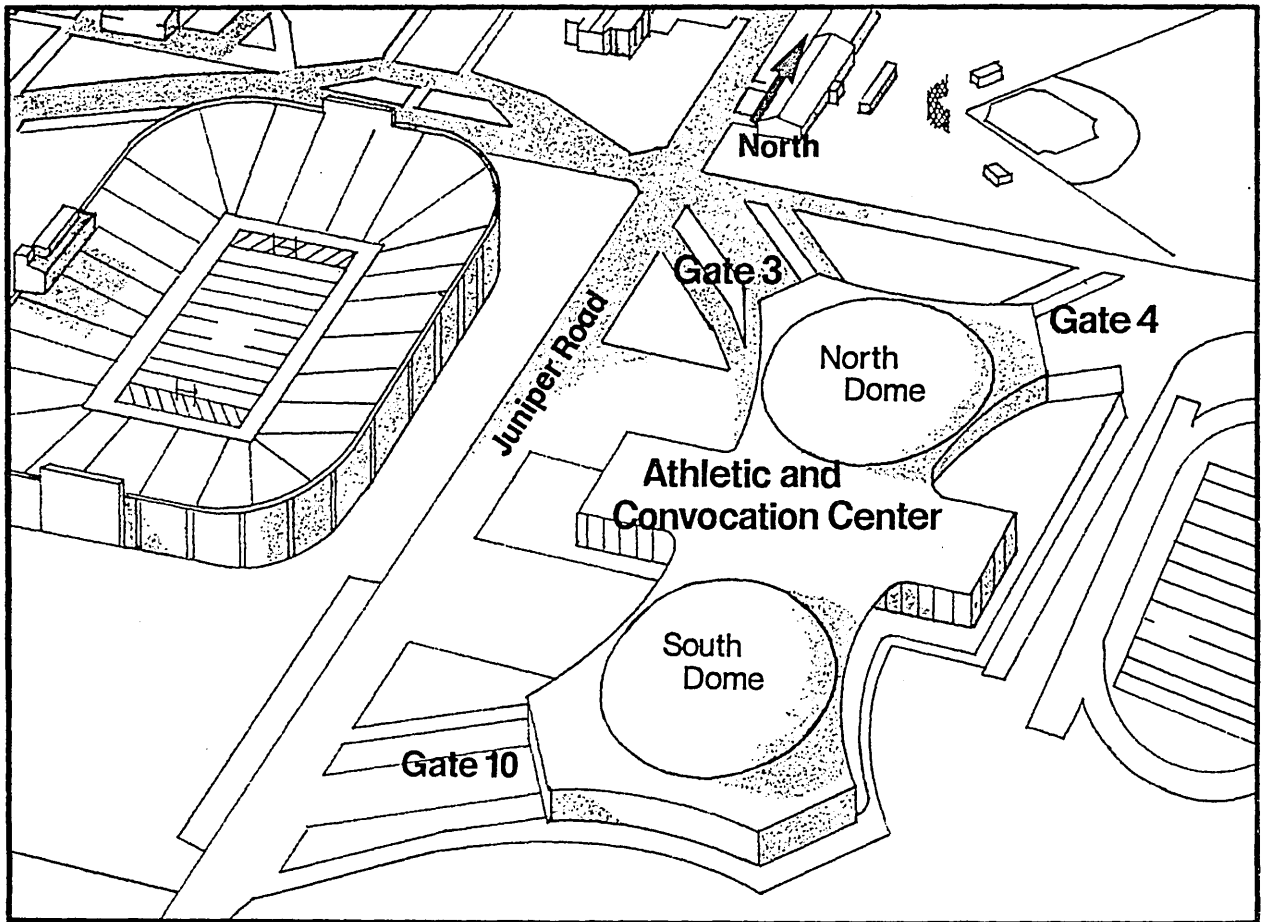 North
Gate 3
Gate 4
Juniper Road
North
Dome
Athletic and
Convocation Center
South
Dome
Gate 10